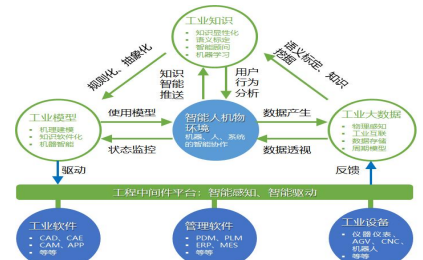 工业知识
• 知识显性化
• 语义标定
• 智能顾问
• 机器学习
规则化、抽象化
语义标定、知识
挖掘
知识
智能
推送
用户
行为
分析
工业模型
• 机理建模
• 知识软件化
• 机器智能
使用模型
状态监控
智能人机物
环境
机器、人、系统
的智能协作
数据产生
数据透视
工业大数据
• 物理感知
• 工业互联
• 数据存储
• 周期模型
驱动
反馈
工程中间件平台：智能感知、智能驱动
工业软件
• CAD、CAE
• CAM、APP
• 等等
管理软件
• PDM、PLM
• ERP、MES
• 等等
工业设备
• 仪器仪表、
AGV、CNC、
机器人
• 等等